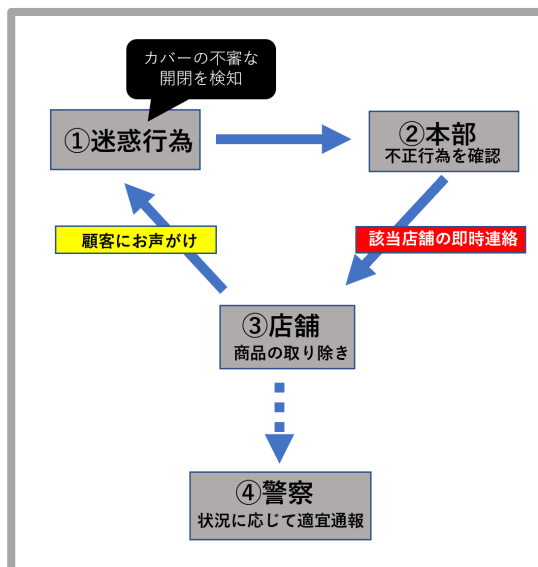 カバーの不審な
開閉を検知
①迷惑行為
②本部
不正行為を確認
顧客にお声がけ
該当店舗の即時連絡
③店舗
商品の取り除き
④警察
状況に応じて適宜通報